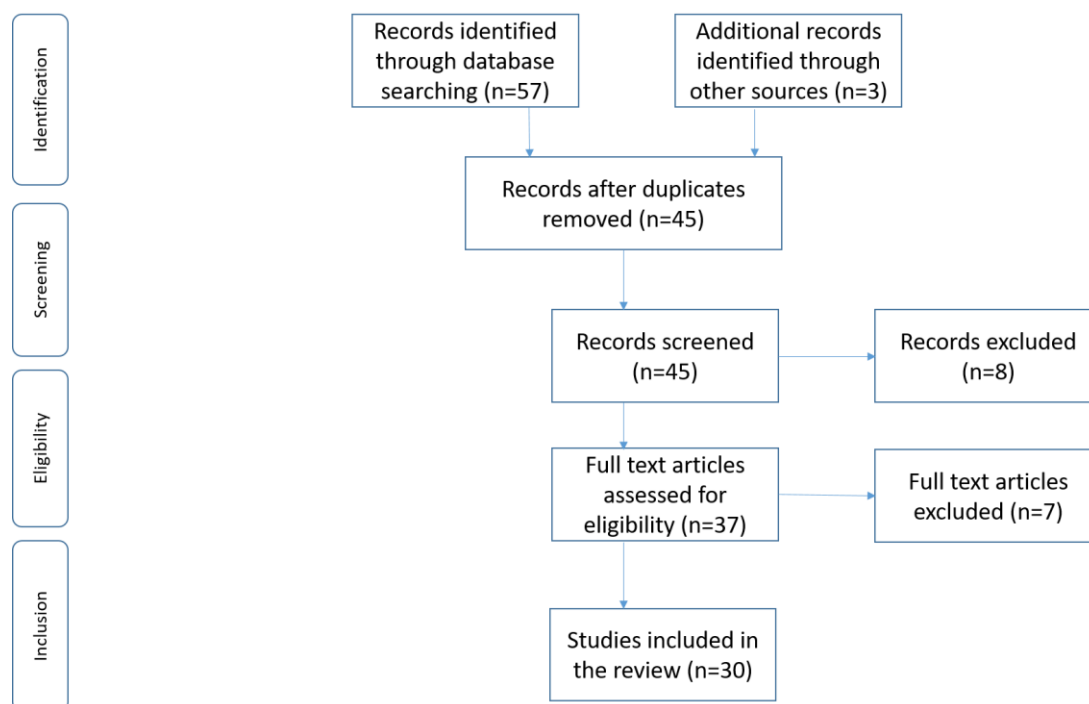 Identification
Records identified
through database
searching (n=57)
Additional records
identified through
other sources (n=3)
Records after duplicates
removed (n=45)
Screening
Records screened
(n=45)
Records excluded
(n=8)
Eligibility
Full text articles
assessed for
eligibility (n=37)
Full text articles
excluded (n=7)
Inclusion
Studies included in
the review (n=30)